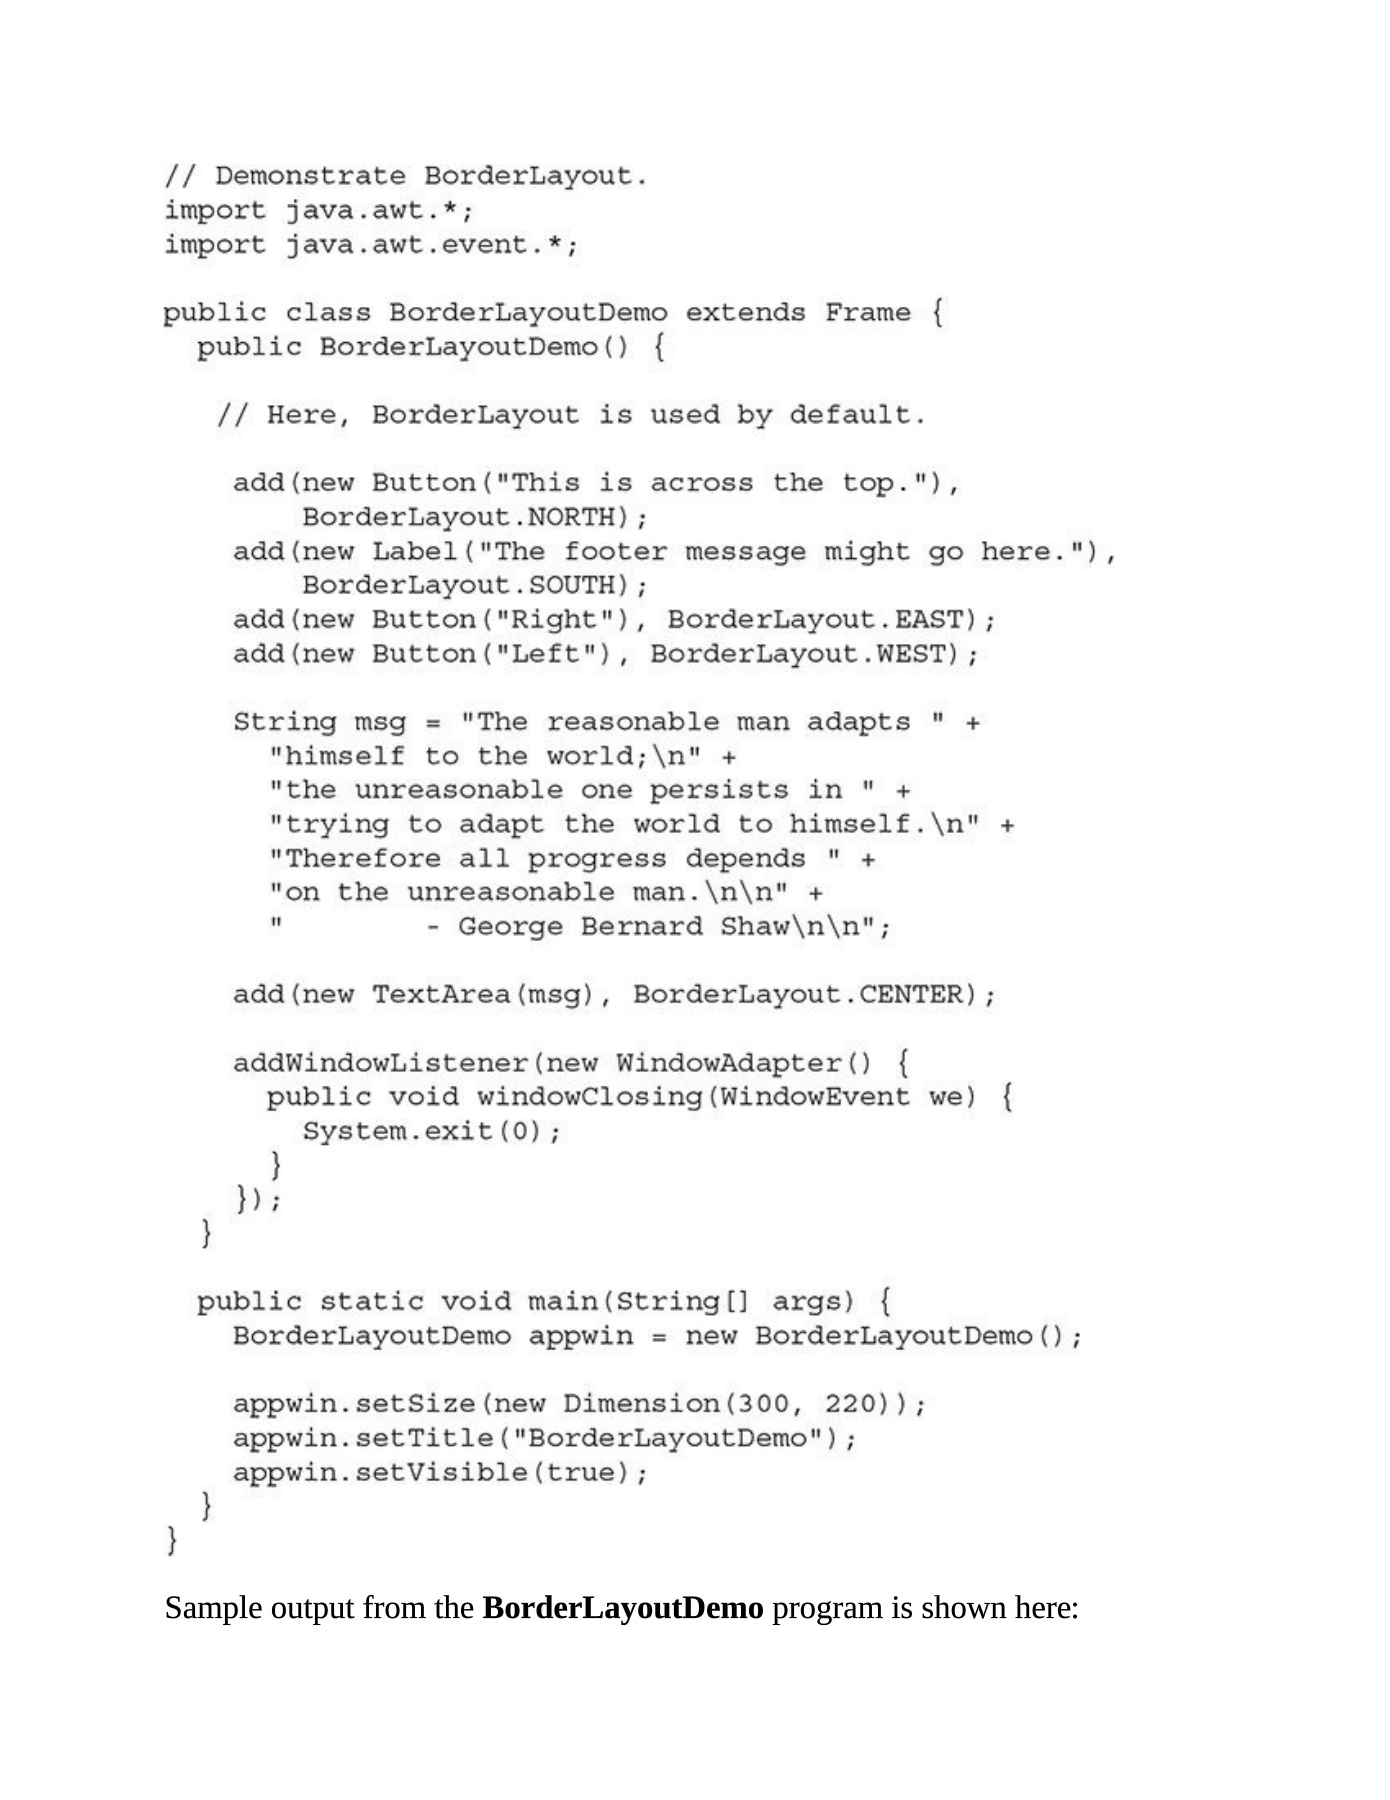 // Demonstrate BorderLayout.
import java.awt.*;
import java.awt.event.*;

public class BorderLayoutDemo extends Frame {
  public BorderLayoutDemo() {

   // Here, BorderLayout is used by default.

    add(new Button("This is across the top."),
        BorderLayout.NORTH);
    add(new Label("The footer message might go here."),
        BorderLayout.SOUTH);
    add(new Button("Right"), BorderLayout.EAST);
    add(new Button("Left"), BorderLayout.WEST);

    String msg = "The reasonable man adapts " +
      "himself to the world;\n" +
      "the unreasonable one persists in " +
      "trying to adapt the world to himself.\n" +
      "Therefore all progress depends " +
      "on the unreasonable man.\n\n" +
      "        - George Bernard Shaw\n\n";

    add(new TextArea(msg), BorderLayout.CENTER);

    addWindowListener(new WindowAdapter() {
      public void windowClosing(WindowEvent we) {
        System.exit(0);
      }
    });
  }

  public static void main(String[] args) {
    BorderLayoutDemo appwin = new BorderLayoutDemo();

    appwin.setSize(new Dimension(300, 220));
    appwin.setTitle("BorderLayoutDemo");
    appwin.setVisible(true);
  }
}
Sample output from the BorderLayoutDemo program is shown here: